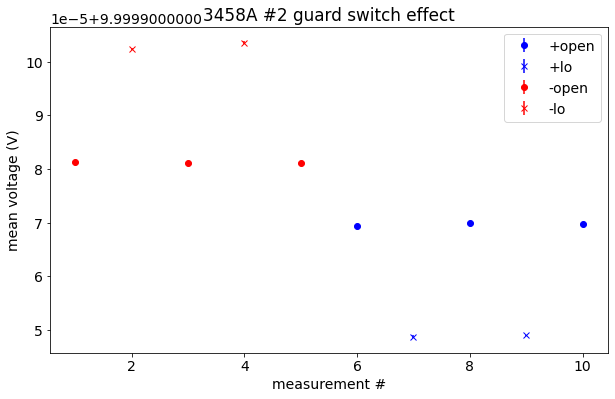 3458A #2 guard switch effect
1e−5+9.9999000000
+open
+lo
-open
-lo
mean voltage (V)
10
9
8
7
6
5
2 4 6 8 10
measurement #